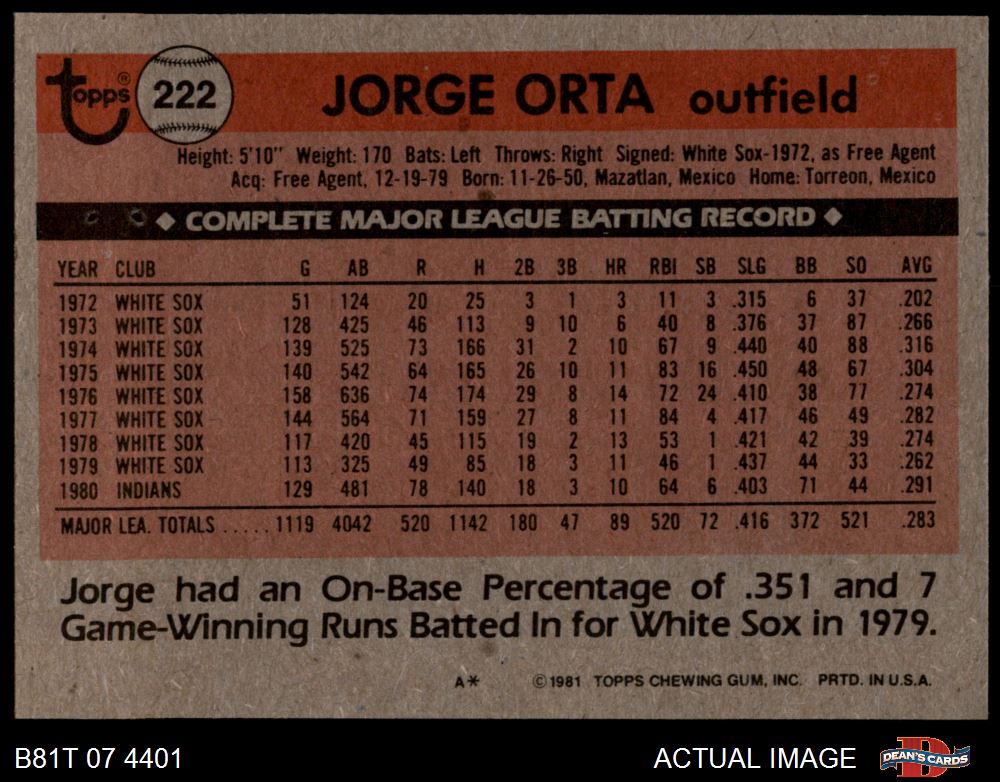 Topps® 222 JORGE ORTA outfield
Height: 5'10" Weight: 170 Bats: Left Throws: Right Signed: White Sox-1972, as Free Agent
Acq: Free Agent, 12-19-79 Born: 11-26-50, Mazatlan, Mexico Home: Torreon, Mexico
◆ COMPLETE MAJOR LEAGUE BATTING RECORD ◆
YEAR CLUB G AB R H 2B 3B HR RBI SB SLG BB SO AVG
1972 WHITE SOX 51 124 20 25 3 1 3 11 3 .315 6 37 .202
1973 WHITE SOX 128 425 46 113 9 10 6 40 8 .376 37 87 .266
1974 WHITE SOX 139 525 73 166 31 2 10 67 9 .440 40 88 .316
1975 WHITE SOX 140 542 64 165 26 10 11 83 16 .450 48 67 .304
1976 WHITE SOX 158 636 74 174 29 8 14 72 24 .410 38 77 .274
1977 WHITE SOX 144 564 71 159 27 8 11 84 4 .417 46 49 .282
1978 WHITE SOX 117 420 45 115 19 2 13 53 1 .421 42 39 .274
1979 WHITE SOX 113 325 49 85 18 3 11 46 1 .437 44 33 .262
1980 INDIANS 129 481 78 140 18 3 10 64 6 .403 71 44 .291
MAJOR LEA. TOTALS ..... 1119 4042 520 1142 180 47 89 520 72 .416 372 521 .283
Jorge had an On-Base Percentage of .351 and 7
Game-Winning Runs Batted In for White Sox in 1979.
A* ©1981 TOPPS CHEWING GUM, INC. PRTD. IN U.S.A.
B81T 07 4401 ACTUAL IMAGE DEAN'S CARDS